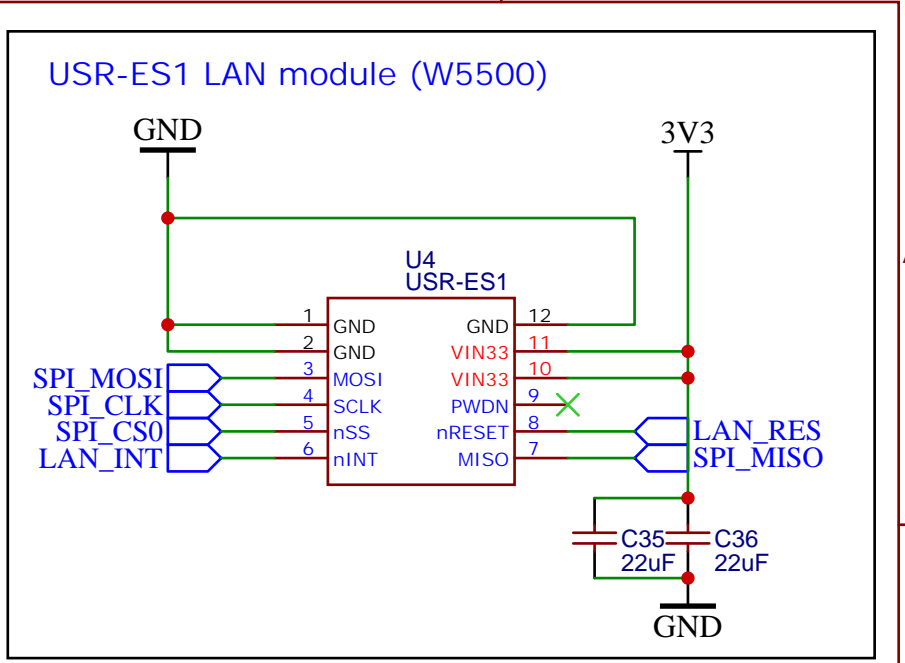 USR-ES1 LAN module (W5500)
GND
3V3
U4
USR-ES1
1 GND GND 12
2 GND VIN33 11
SPI_MOSI 3 MOSI VIN33 10
SPI_CLK 4 SCLK PWDN 9
SPI_CS0 5 nSS nRESET 8 LAN_RES
LAN_INT 6 nINT MISO 7 SPI_MISO
C35 C36
22uF 22uF
GND